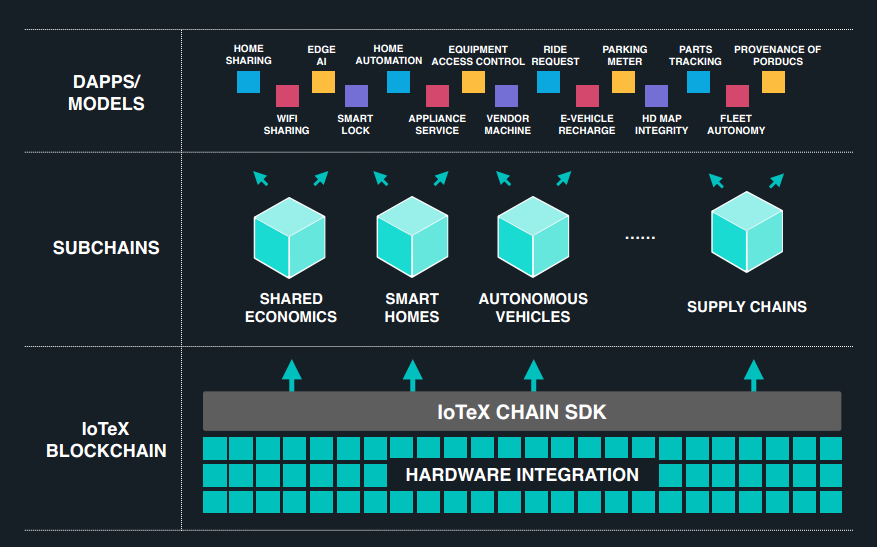 DAPPS/
MODELS
HOME
SHARING
EDGE
AI
HOME
AUTOMATION
EQUIPMENT
ACCESS CONTROL
RIDE
REQUEST
PARKING
METER
PARTS
TRACKING
PROVENANCE OF
PORDUCS
WIFI
SHARING
SMART
LOCK
APPLIANCE
SERVICE
VENDOR
MACHINE
E-VEHICLE
RECHARGE
HD MAP
INTEGRITY
FLEET
AUTONOMY
SUBCHAINS
SHARED
ECONOMICS
SMART
HOMES
AUTONOMOUS
VEHICLES
......
SUPPLY CHAINS
IoTeX
BLOCKCHAIN
IoTeX CHAIN SDK
HARDWARE INTEGRATION